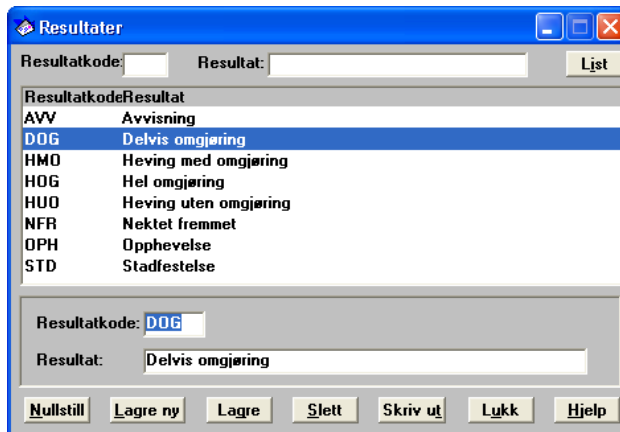 Resultater
Resultatkode: Resultat: List
ResultatkodeResultat
AVV Avvisning
DOG Delvis omgjøring
HMO Heving med omgjøring
HOG Hel omgjøring
HUO Heving uten omgjøring
NFR Nektet fremmet
OPH Opphevelse
STD Stadfestelse
Resultatkode: DOG
Resultat: Delvis omgjøring
Nullstill Lagre ny Lagre Slett Skriv ut Lukk Hjelp